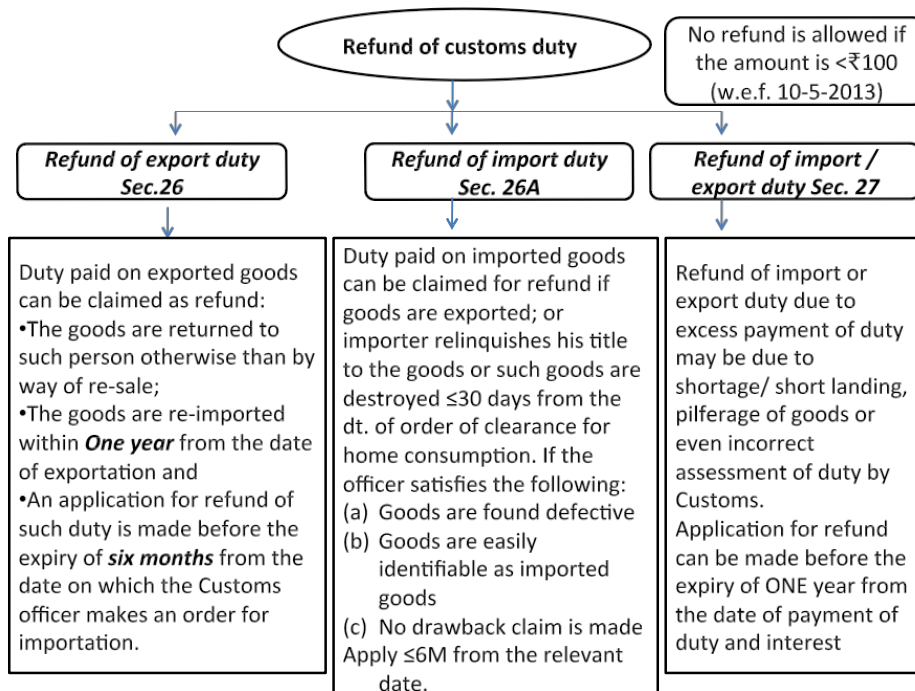 Refund of customs duty
No refund is allowed if
the amount is <₹100
(w.e.f. 10-5-2013)
Refund of export duty
Sec.26
Refund of import duty
Sec. 26A
Refund of import /
export duty Sec. 27
Duty paid on exported goods
can be claimed as refund:
•The goods are returned to
such person otherwise than by
way of re-sale;
•The goods are re-imported
within One year from the date
of exportation and
•An application for refund of
such duty is made before the
expiry of six months from the
date on which the Customs
officer makes an order for
importation.
Duty paid on imported goods
can be claimed for refund if
goods are exported; or
importer relinquishes his title
to the goods or such goods are
destroyed ≤30 days from the
dt. of order of clearance for
home consumption. If the
officer satisfies the following:
(a) Goods are found defective
(b) Goods are easily
identifiable as imported
goods
(c) No drawback claim is made
Apply ≤6M from the relevant
date.
Refund of import or
export duty due to
excess payment of duty
may be due to
shortage/ short landing,
pilferage of goods or
even incorrect
assessment of duty by
Customs.
Application for refund
can be made before the
expiry of ONE year from
the date of payment of
duty and interest